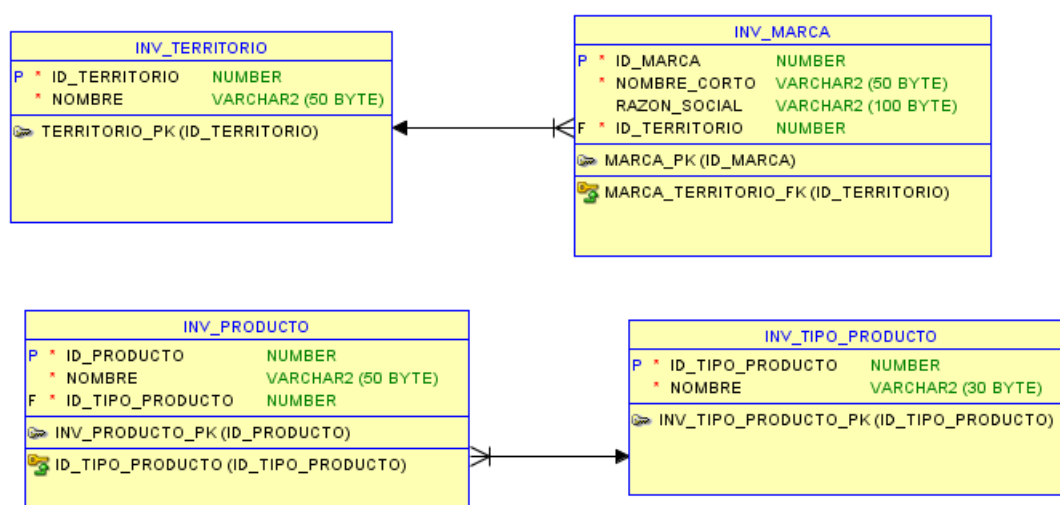 INV_TERRITORIO
P * ID_TERRITORIO NUMBER
* NOMBRE VARCHAR2 (50 BYTE)
TERRITORIO_PK (ID_TERRITORIO)
INV_MARCA
P * ID_MARCA NUMBER
* NOMBRE_CORTO VARCHAR2 (50 BYTE)
RAZON_SOCIAL VARCHAR2 (100 BYTE)
F * ID_TERRITORIO NUMBER
MARCA_PK (ID_MARCA)
MARCA_TERRITORIO_FK (ID_TERRITORIO)
INV_PRODUCTO
P * ID_PRODUCTO NUMBER
* NOMBRE VARCHAR2 (50 BYTE)
F * ID_TIPO_PRODUCTO NUMBER
INV_PRODUCTO_PK (ID_PRODUCTO)
ID_TIPO_PRODUCTO (ID_TIPO_PRODUCTO)
INV_TIPO_PRODUCTO
P * ID_TIPO_PRODUCTO NUMBER
* NOMBRE VARCHAR2 (30 BYTE)
INV_TIPO_PRODUCTO_PK (ID_TIPO_PRODUCTO)